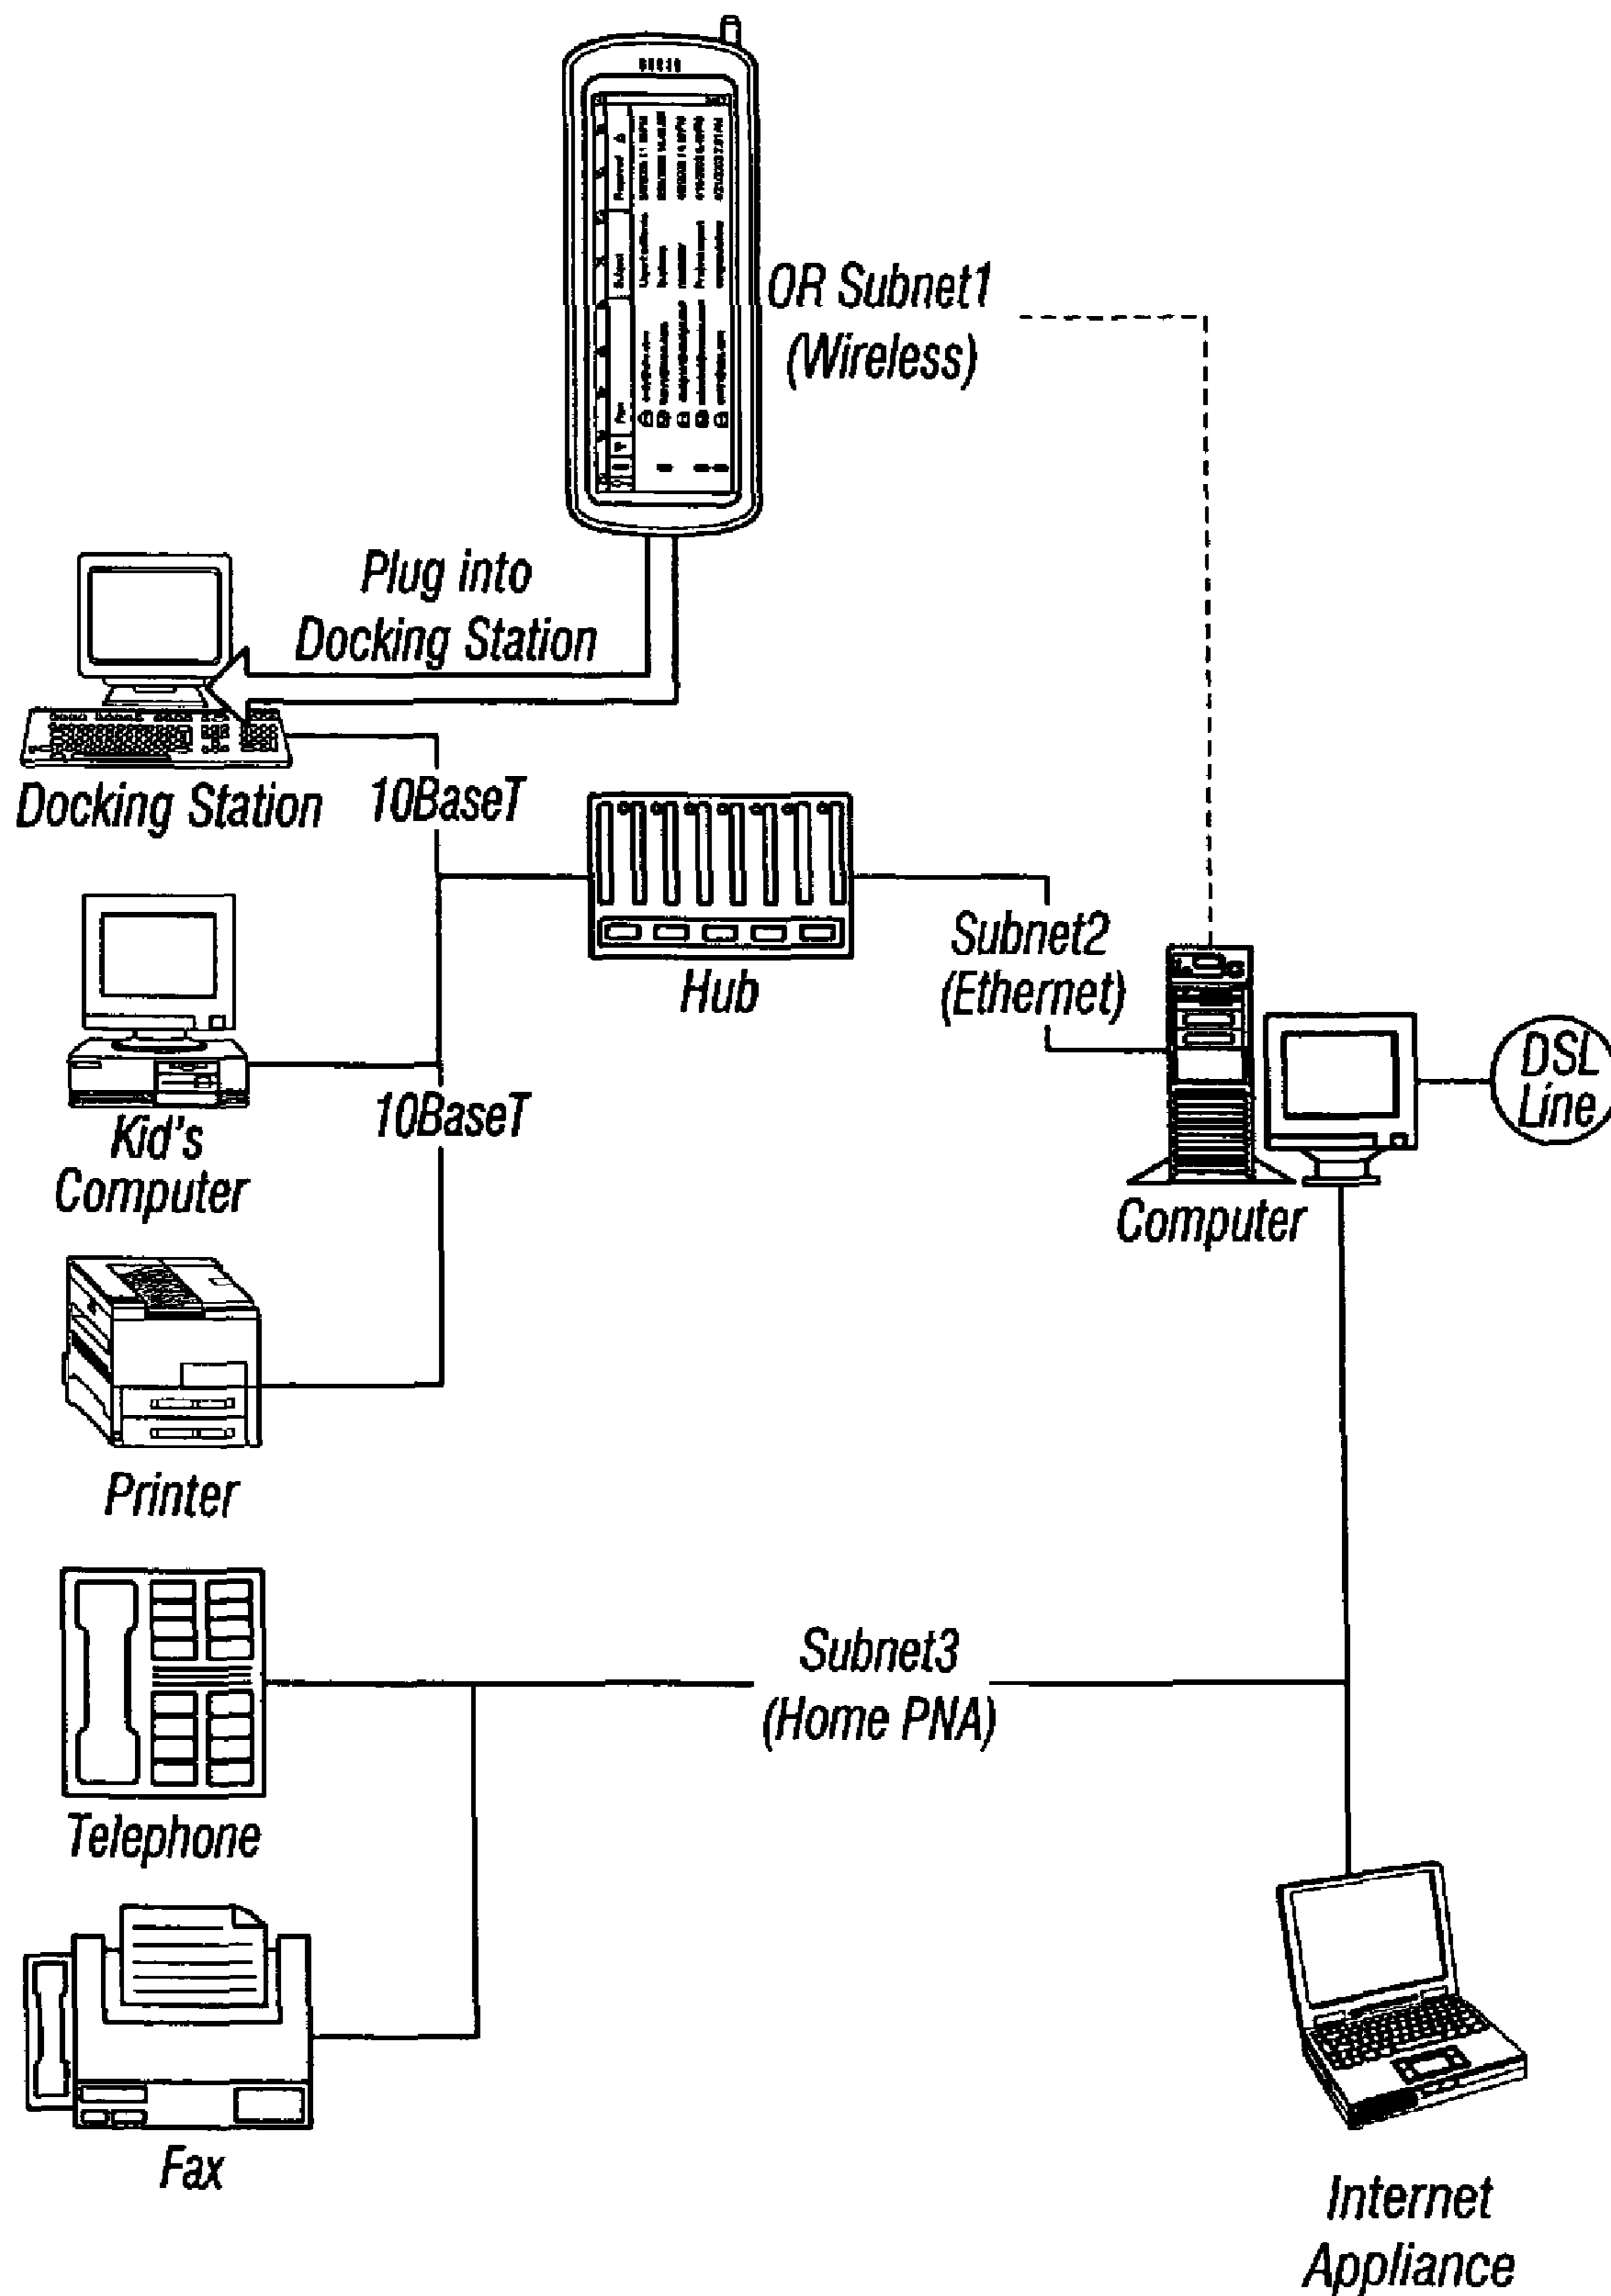 Subject
OR Subnet1
(Wireless)
Plug into
Docking Station
Docking Station
10BaseT
Hub
Subnet2
(Ethernet)
DSL
Line
Kid's
Computer
10BaseT
Computer
Printer
Subnet3
(Home PNA)
Telephone
Fax
Internet
Appliance